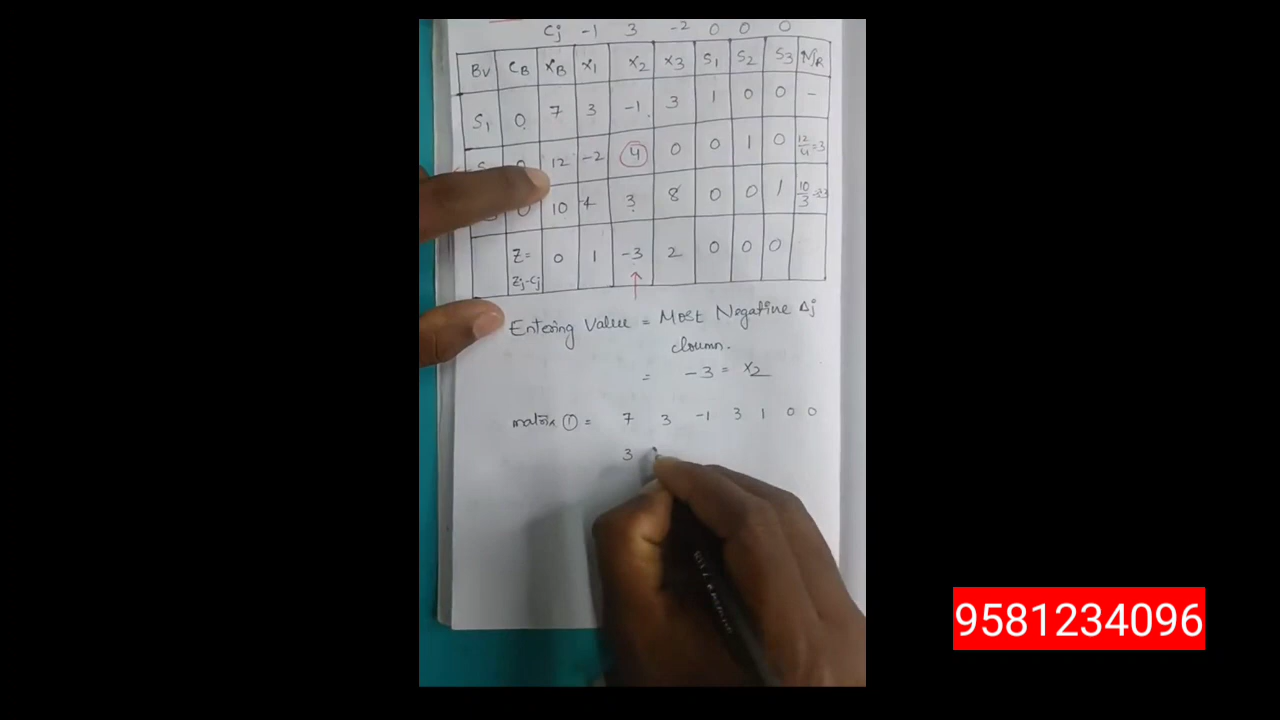 Cj -1 3 -2 0 0 0
BV CB XB X1 X2 X3 S1 S2 S3 MR
S1 0 7 3 -1 3 1 0 0 -
0 12 -2 4 0 0 1 0 12/4=3
0 10 -4 3 8 0 0 1 10/3=
Z= 0 1 -3 2 0 0 0
Zj-Cj
Entering Value = Most Negative Δj
cloumn.
= -3 = X2
matrix ① = 7 3 -1 3 1 0 0
3
9581234096